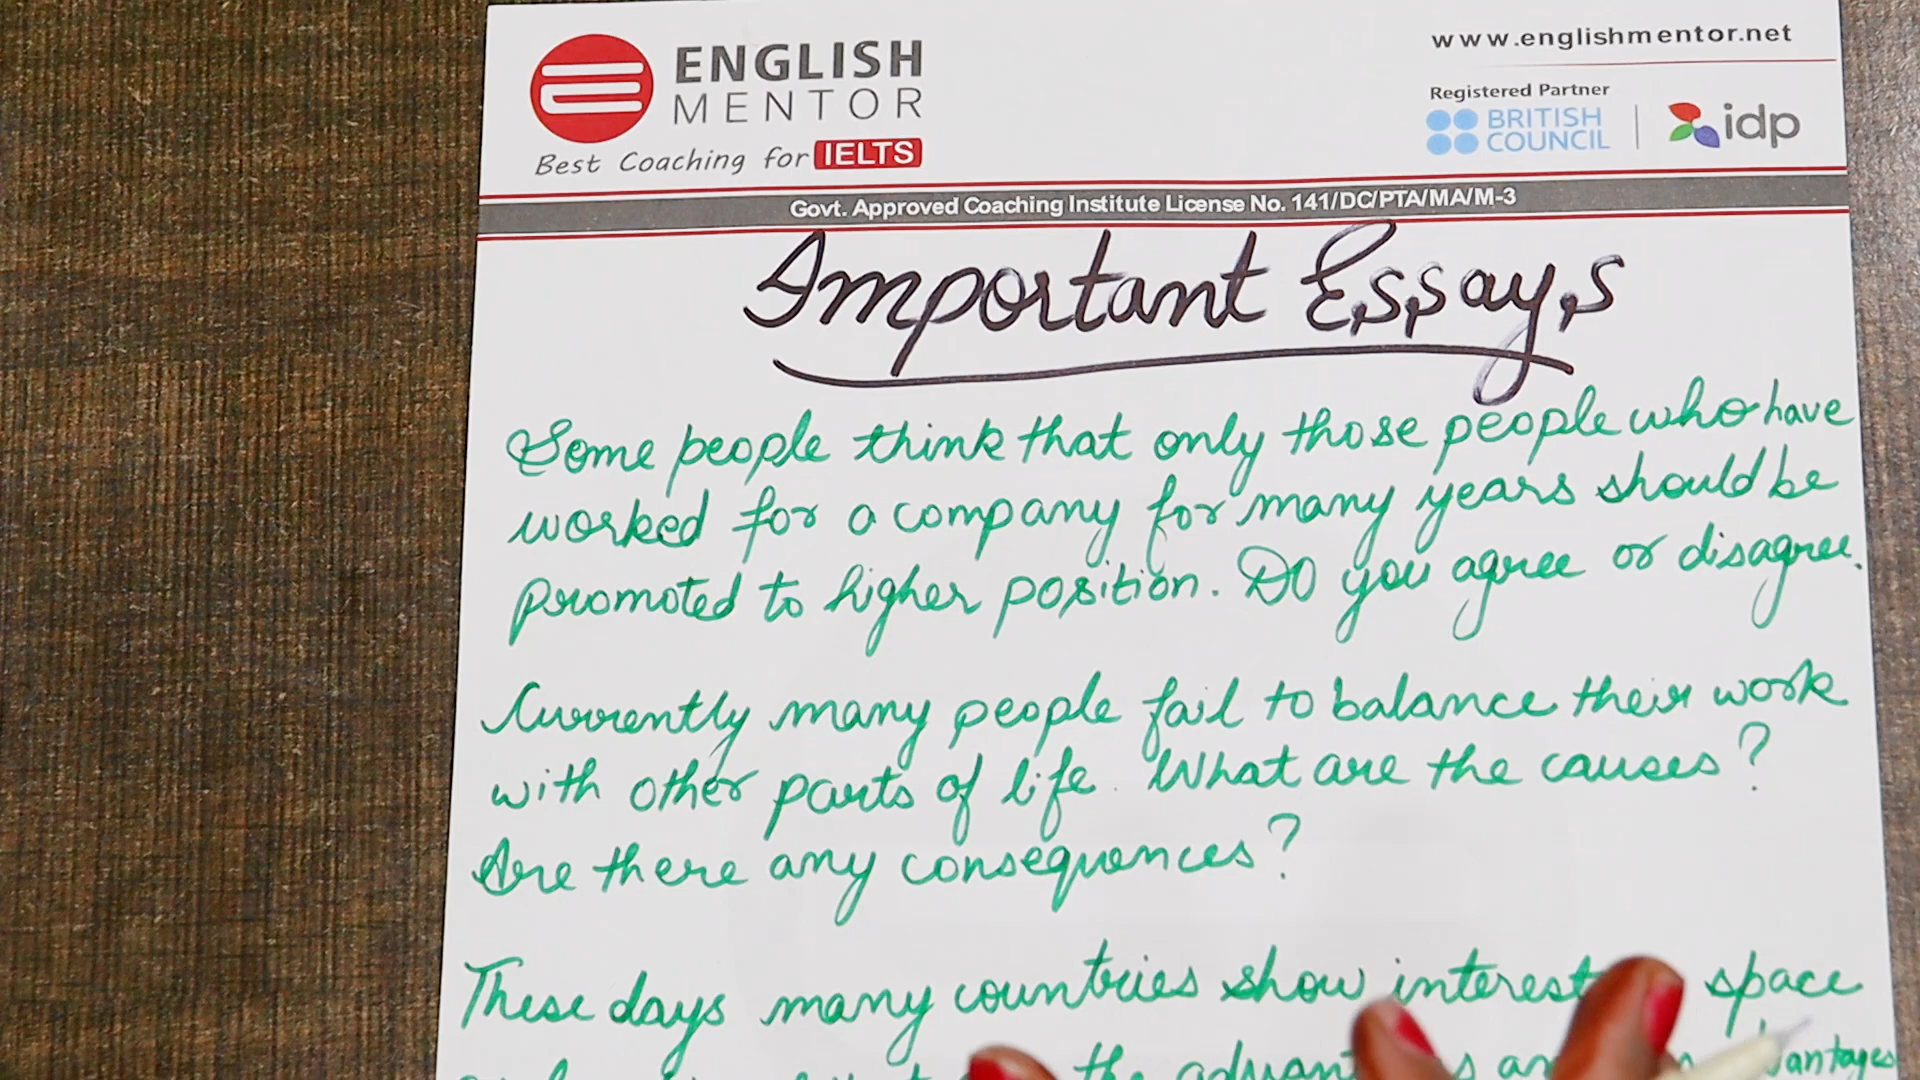 ENGLISH
MENTOR
Best Coaching for IELTS
www.englishmentor.net
Registered Partner
BRITISH
COUNCIL
idp
Govt. Approved Coaching Institute License No. 141/DC/PTA/MA/M-3
Important Essays
Some people think that only those people who have
worked for a company for many years should be
promoted to higher position. Do you agree or disagree.
Currently many people fail to balance their work
with other parts of life. What are the causes?
Are there any consequences?
These days many countries show interest space
the